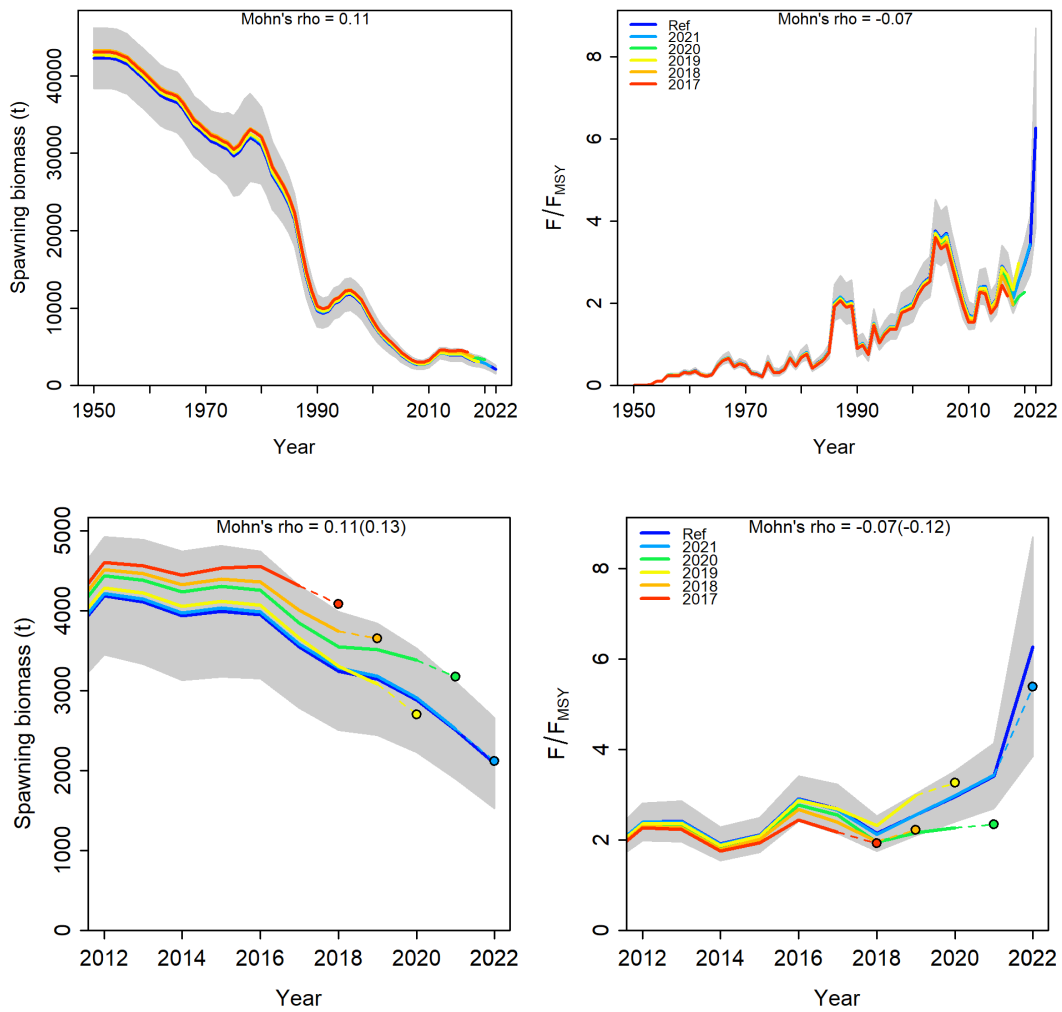 Mohn's rho = 0.11
Spawning biomass (t)
0 10000 20000 30000 40000
1950 1970 1990 2010 2022
Year
Mohn's rho = -0.07
Ref
2021
2020
2019
2018
2017
F/FMSY
0 2 4 6 8
1950 1970 1990 2010 2022
Year
Mohn's rho = 0.11(0.13)
Spawning biomass (t)
0 1000 2000 3000 4000 5000
2012 2014 2016 2018 2020 2022
Year
Mohn's rho = -0.07(-0.12)
Ref
2021
2020
2019
2018
2017
F/FMSY
0 2 4 6 8
2012 2014 2016 2018 2020 2022
Year